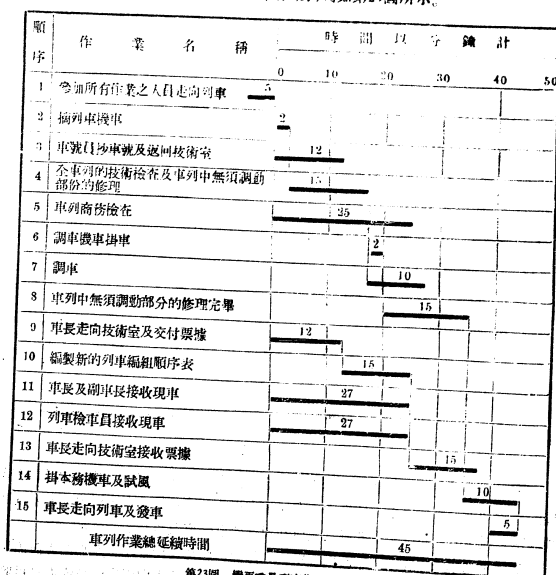 圖所示。
順序 作業名稱 時間以分鐘計
0 10 20 30 40 50
1 參加所有作業之人員走向列車 5
2 摘列車機車 2
3 車號員抄車號及返回技術室 12
4 全車列的技術檢查及車列中無須調動
部份的修理 15
5 車列商務檢查 25
6 調車機車掛車 2
7 調車 10
8 車列中無須調動部分的修理完畢 15
9 車長走向技術室及交付票據 12
10 編製新的列車編組順序表 15
11 車長及副車長接收現車 27
12 列車檢車員接收現車 27
13 車長走向技術室接收票據 15
14 掛本務機車及試風 10
15 車長走向列車及發車 5
車列作業總延續時間 45
第23圖